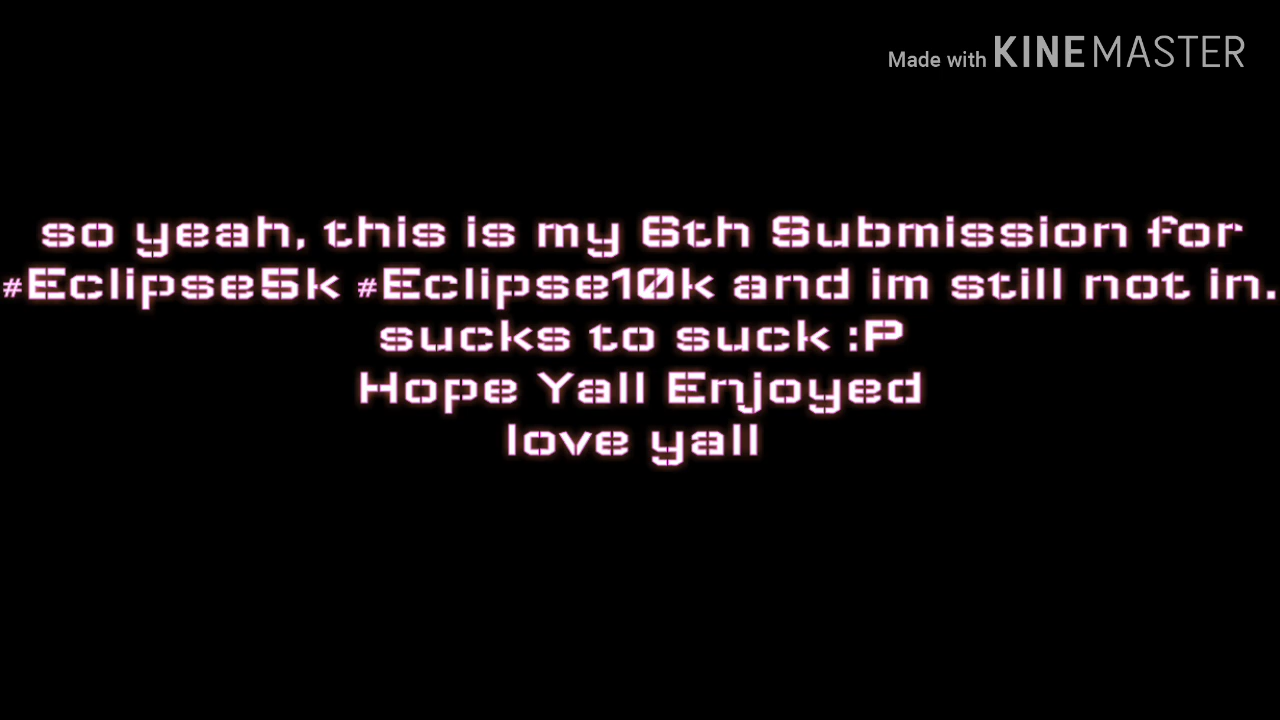 Made with KINEMASTER
so yeah, this is my 6th Submission for
#Eclipse5k #Eclipse10k and im still not in.
sucks to suck :P
Hope Yall Enjoyed
love yall